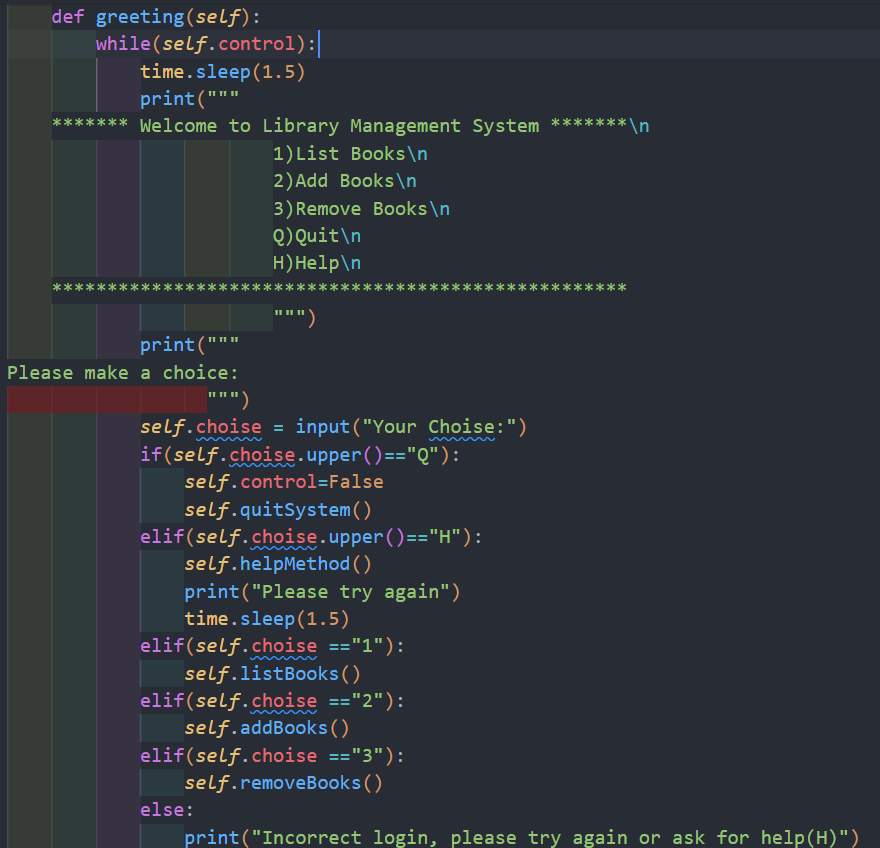 def greeting(self):
while(self.control):
time.sleep(1.5)
print("""
******* Welcome to Library Management System *******\n
1)List Books\n
2)Add Books\n
3)Remove Books\n
Q)Quit\n
H)Help\n
****************************************************
""")
print("""
Please make a choice:
""")
self.choise = input("Your Choise:")
if(self.choise.upper()=="Q"):
self.control=False
self.quitSystem()
elif(self.choise.upper()=="H"):
self.helpMethod()
print("Please try again")
time.sleep(1.5)
elif(self.choise =="1"):
self.listBooks()
elif(self.choise =="2"):
self.addBooks()
elif(self.choise =="3"):
self.removeBooks()
else:
print("Incorrect login, please try again or ask for help(H)")